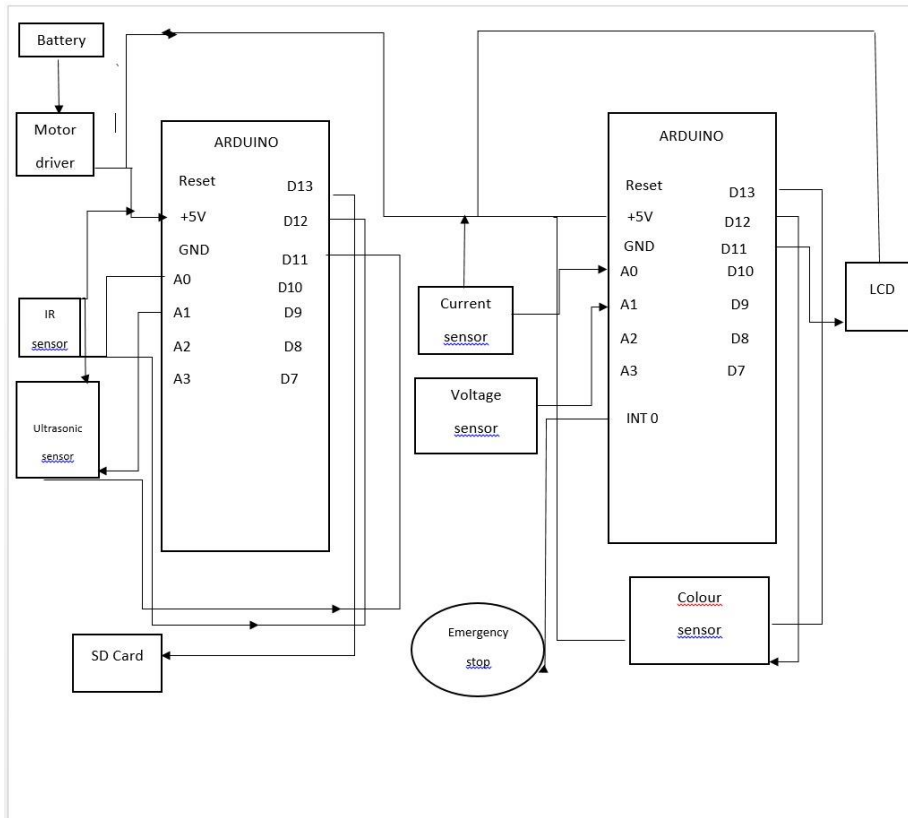 Battery
Motor
driver
ARDUINO
Reset
+5V
GND
A0
A1
A2
A3
D13
D12
D11
D10
D9
D8
D7
IR
sensor
Ultrasonic
sensor
SD Card
Current
sensor
Voltage
sensor
Emergency
stop
ARDUINO
Reset
+5V
GND
A0
A1
A2
A3
INT 0
D13
D12
D11
D10
D9
D8
D7
LCD
Colour
sensor